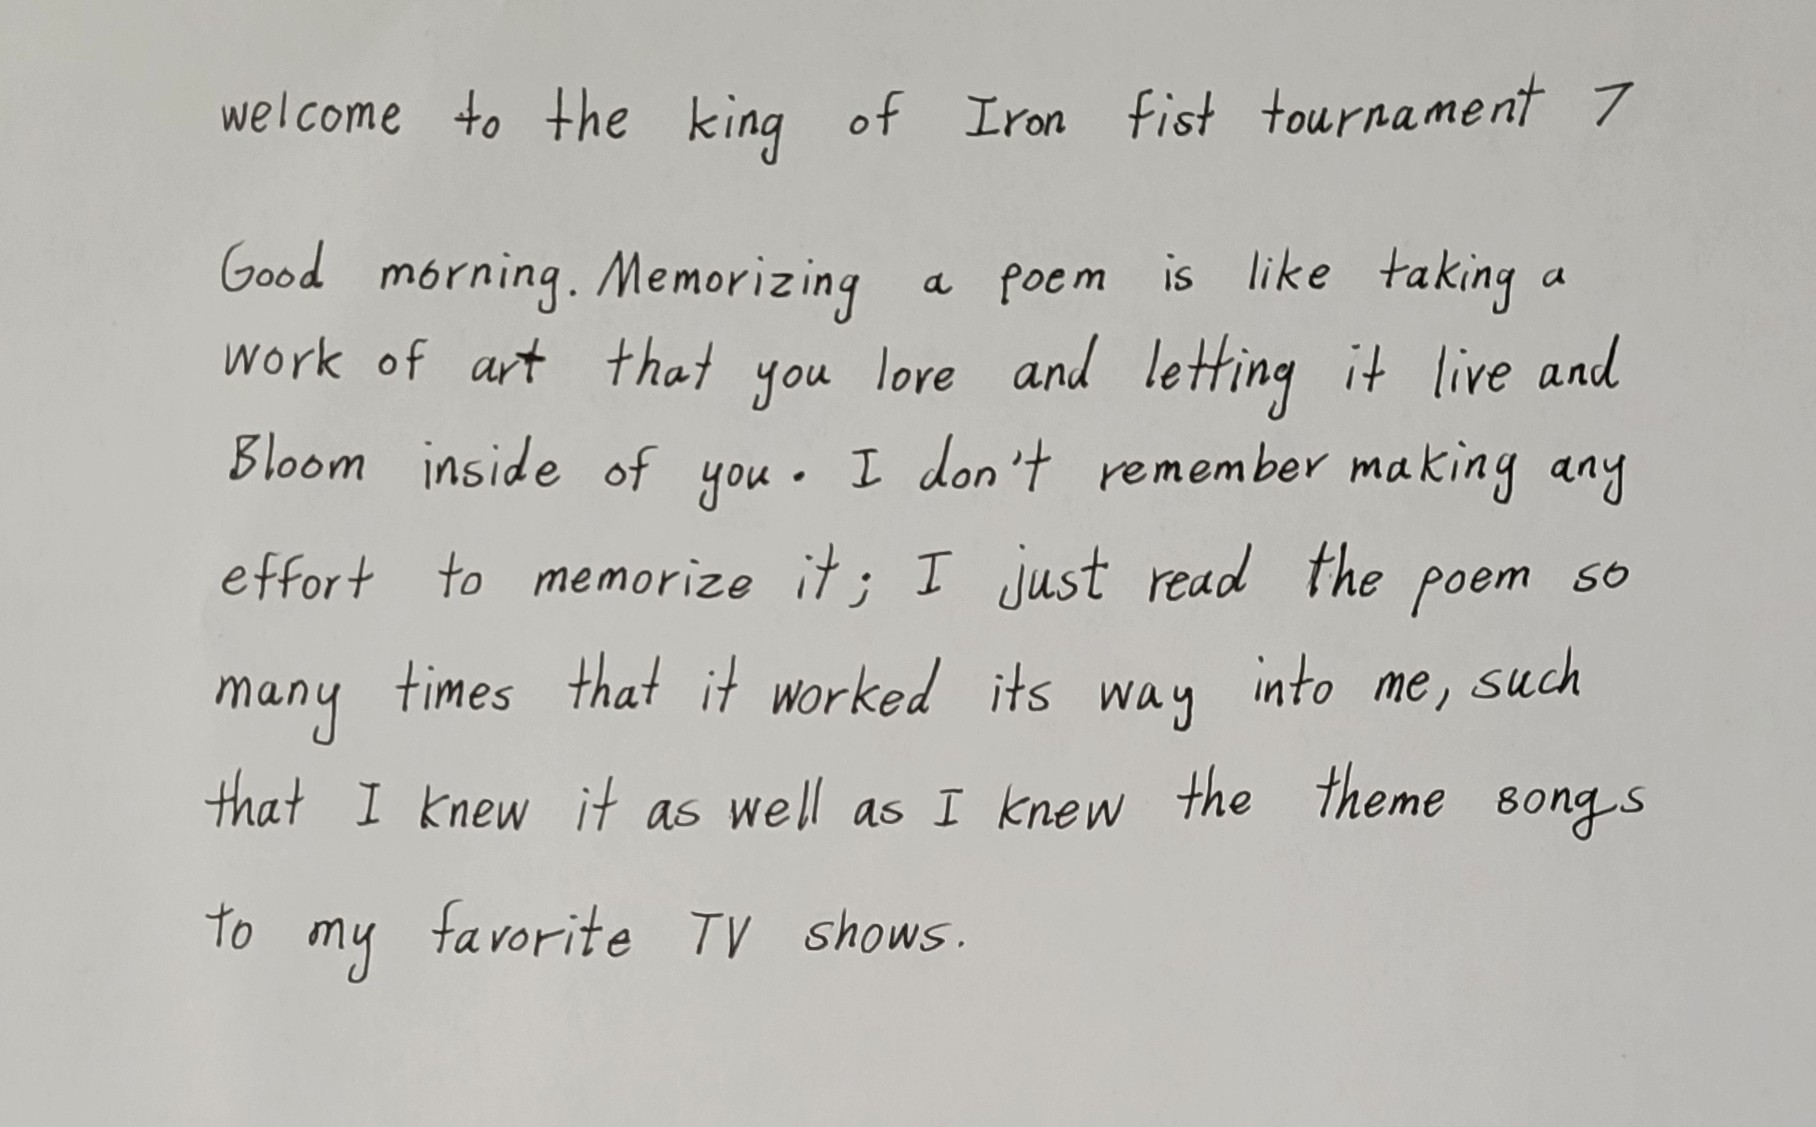 welcome to the king of Iron fist tournament 7
Good morning. Memorizing a poem is like taking a
work of art that you love and letting it live and
Bloom inside of you. I don't remember making any
effort to memorize it; I just read the poem so
many times that it worked its way into me, such
that I knew it as well as I knew the theme songs
to my favorite TV shows.